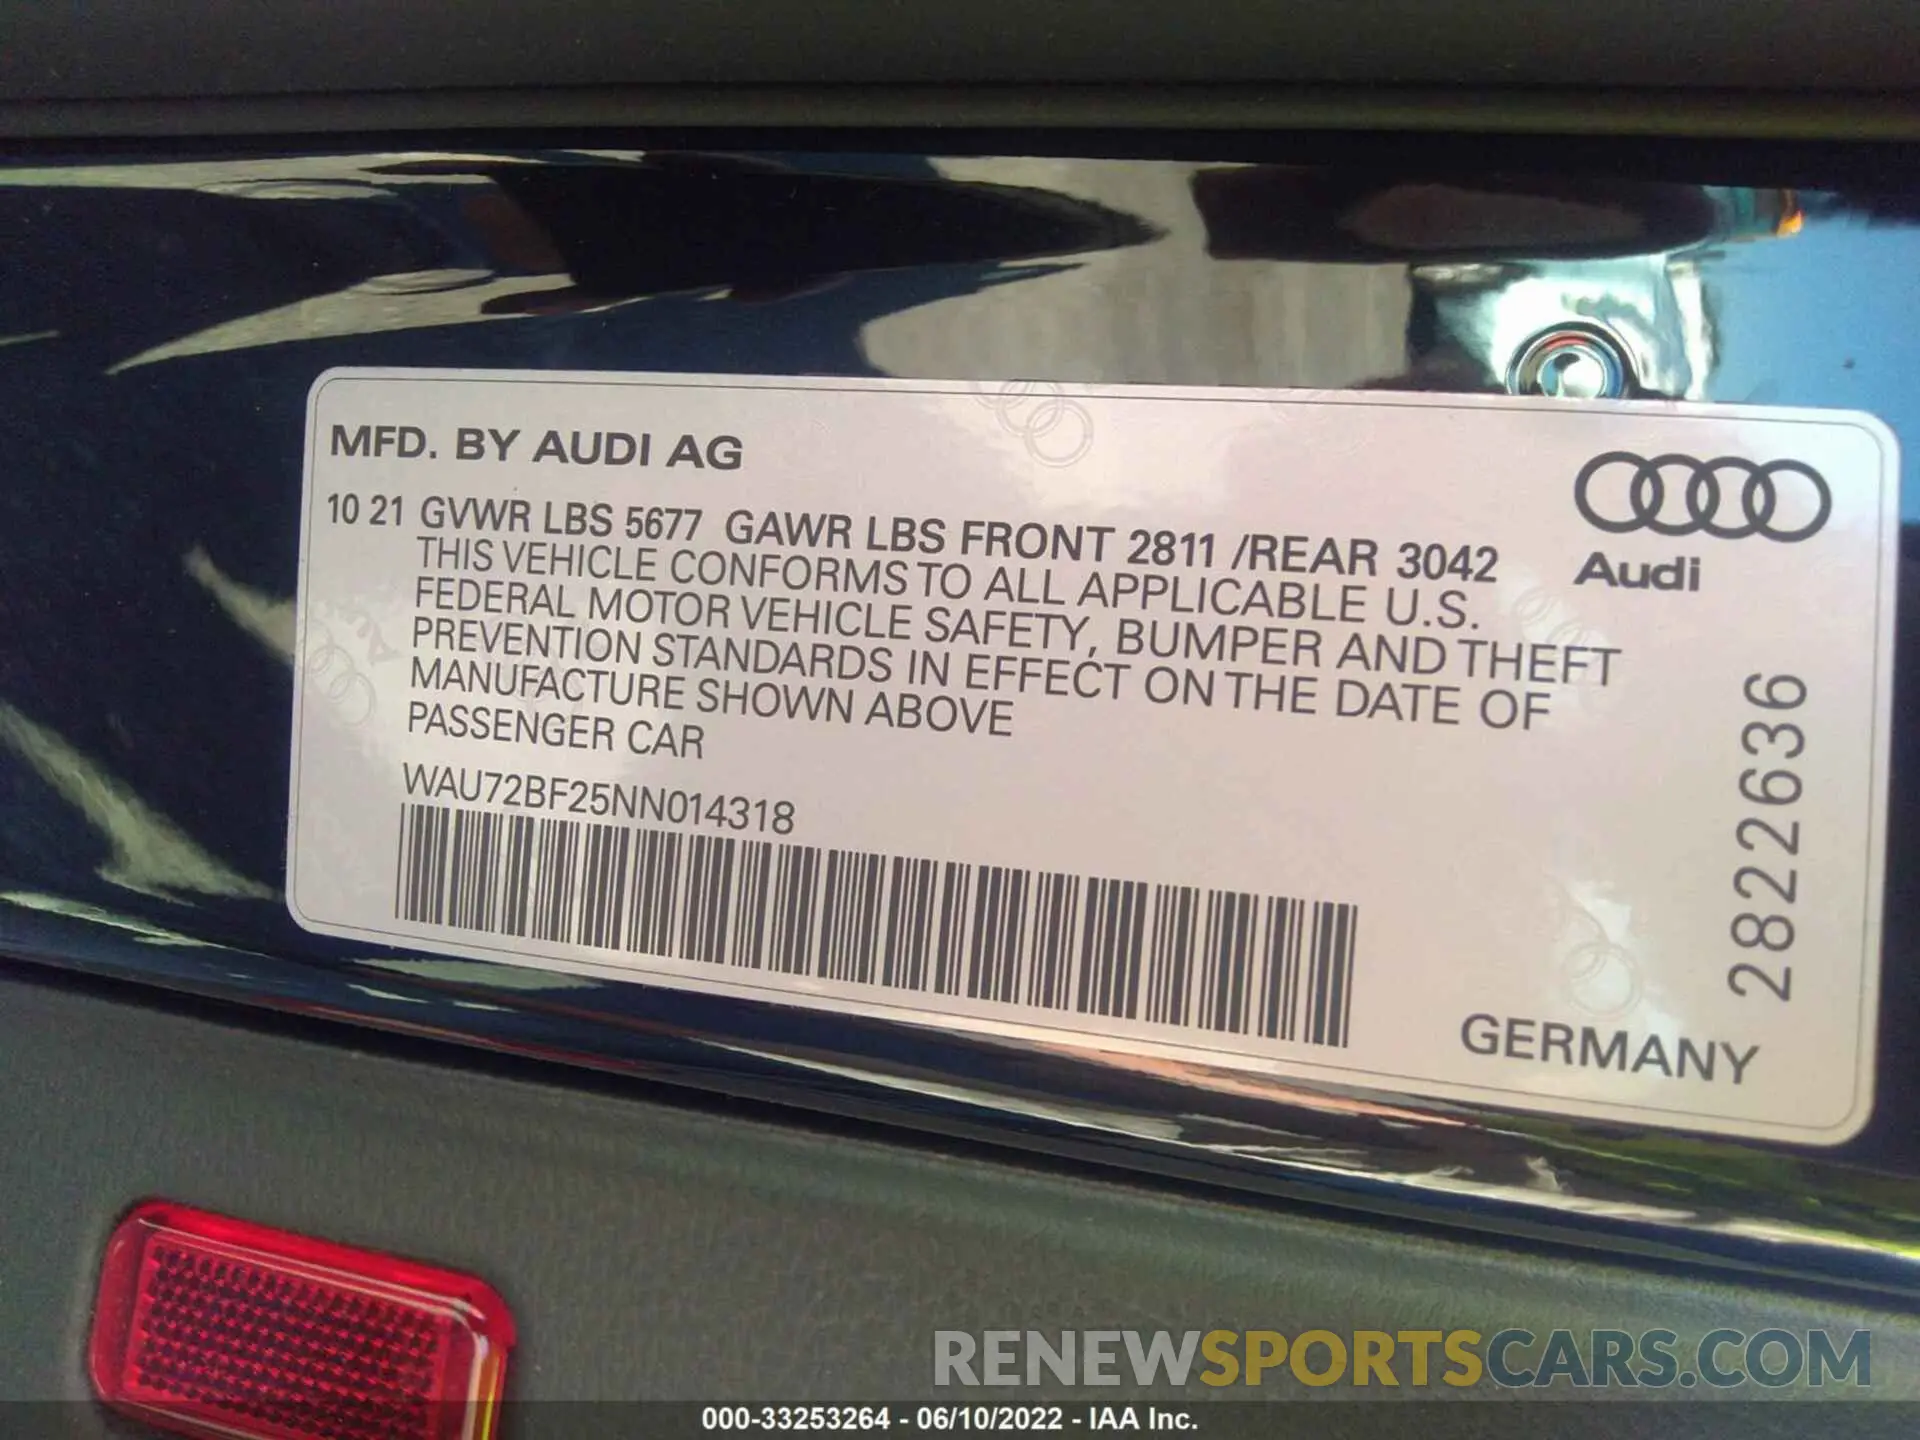 MFD. BY AUDI AG
10 21 GVWR LBS 5677 GAWR LBS FRONT 2811 /REAR 3042
THIS VEHICLE CONFORMS TO ALL APPLICABLE U.S.
FEDERAL MOTOR VEHICLE SAFETY, BUMPER AND THEFT
PREVENTION STANDARDS IN EFFECT ON THE DATE OF
MANUFACTURE SHOWN ABOVE
PASSENGER CAR
WAU72BF25NN014318
Audi
2822636
GERMANY
RENEWSPORTSCARS.COM
000-33253264 - 06/10/2022 - IAA Inc.